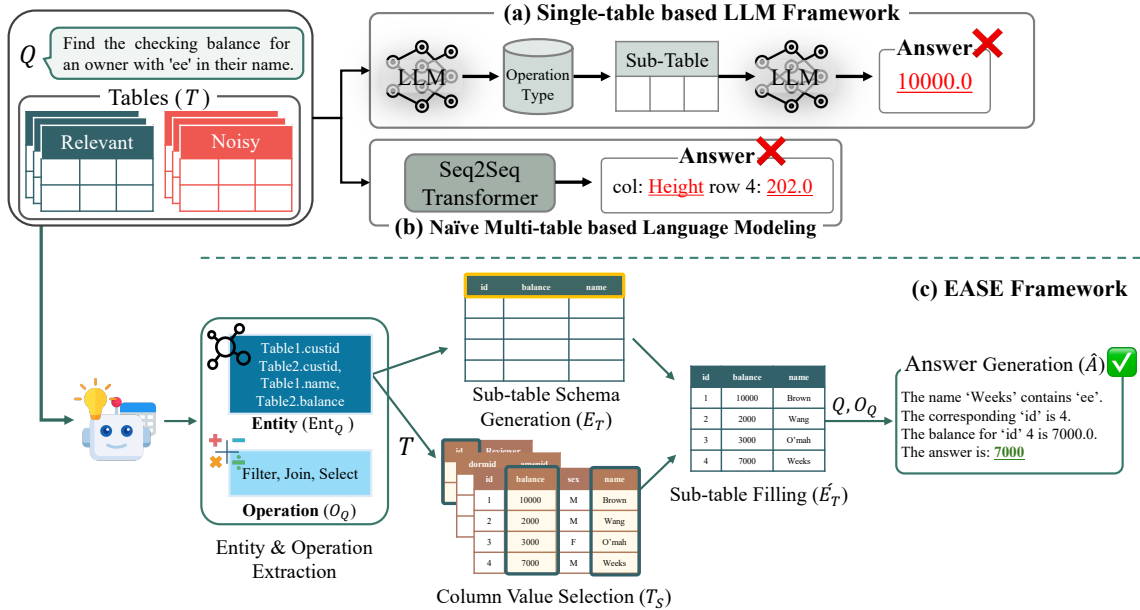 Q
Find the checking balance for
an owner with 'ee' in their name.
Tables (T)
Relevant
Noisy
(a) Single-table based LLM Framework
LLM
Operation
Type
Sub-Table
LLM
Answer
10000.0
Seq2Seq
Transformer
Answer
col: Height row 4: 202.0
(b) Naïve Multi-table based Language Modeling
(c) EASE Framework
Table1.custid
Table2.custid,
Table1.name,
Table2.balance
Entity (Ent_Q )
Filter, Join, Select
Operation (O_Q)
Entity & Operation
Extraction
id balance name
Sub-table Schema
Generation (E_T)
T
id Reviewer
dormid amenid
id balance sex name
1 10000 M Brown
2 2000 M Wang
3 3000 F O’mah
4 7000 M Weeks
Column Value Selection (T_S)
id balance name
1 10000 Brown
2 2000 Wang
3 3000 O’mah
4 7000 Weeks
Sub-table Filling (É_T)
Q, O_Q
Answer Generation (Â)
The name ‘Weeks’ contains ‘ee’.
The corresponding ‘id’ is 4.
The balance for ‘id’ 4 is 7000.0.
The answer is: 7000